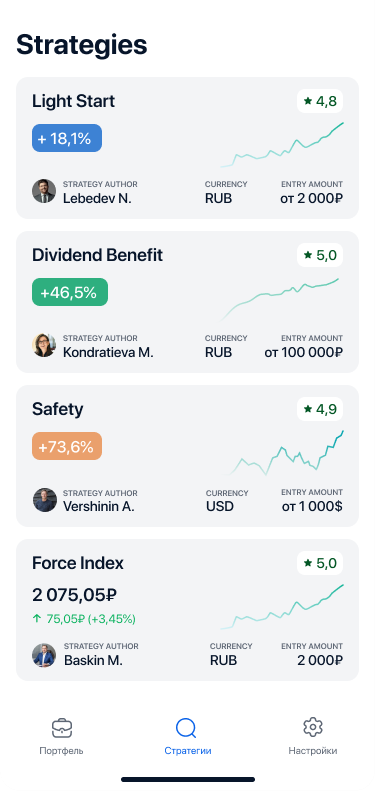 Strategies
Light Start
4,8
+ 18,1%
STRATEGY AUTHOR
Lebedev N.
CURRENCY
RUB
ENTRY AMOUNT
от 2 000₽
Dividend Benefit
5,0
+46,5%
STRATEGY AUTHOR
Kondratieva M.
CURRENCY
RUB
ENTRY AMOUNT
от 100 000₽
Safety
4,9
+73,6%
STRATEGY AUTHOR
Vershinin A.
CURRENCY
USD
ENTRY AMOUNT
от 1 000$
Force Index
5,0
2 075,05₽
75,05₽ (+3,45%)
STRATEGY AUTHOR
Baskin M.
CURRENCY
RUB
ENTRY AMOUNT
2 000₽
Портфель
Стратегии
Настройки